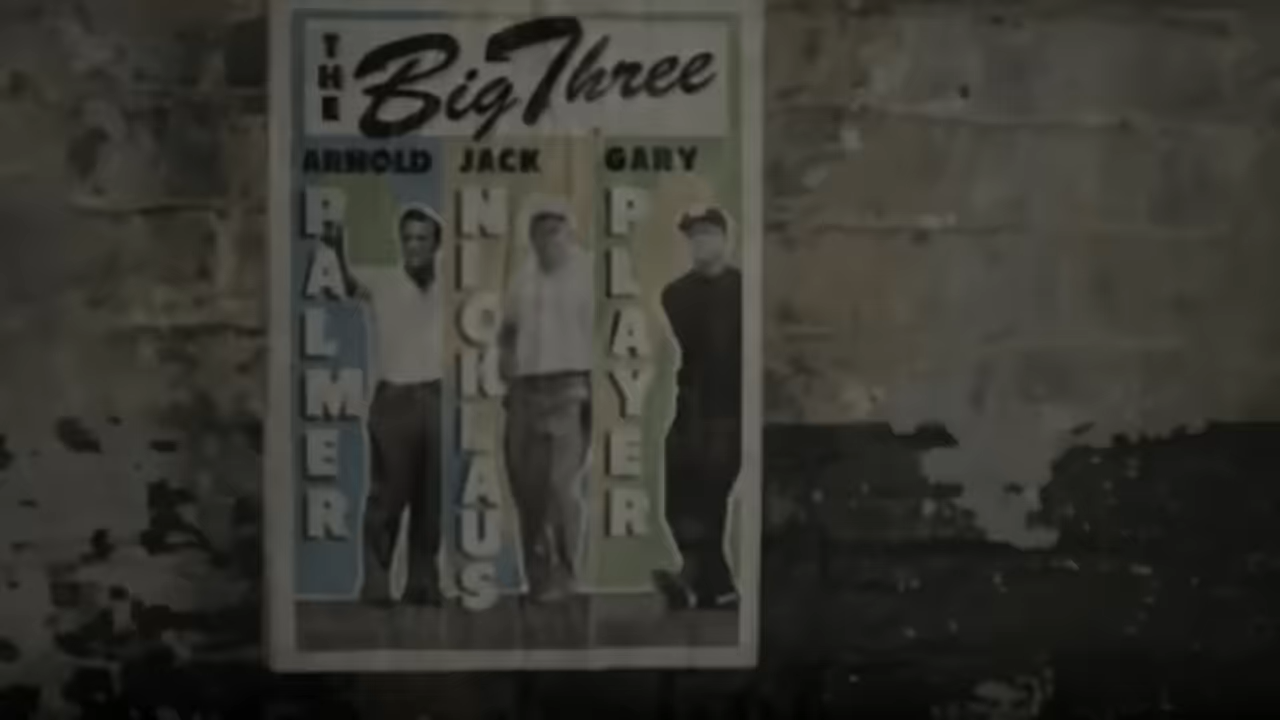 THE Big Three
ARNOLD PALMER
JACK NICKLAUS
GARY PLAYER